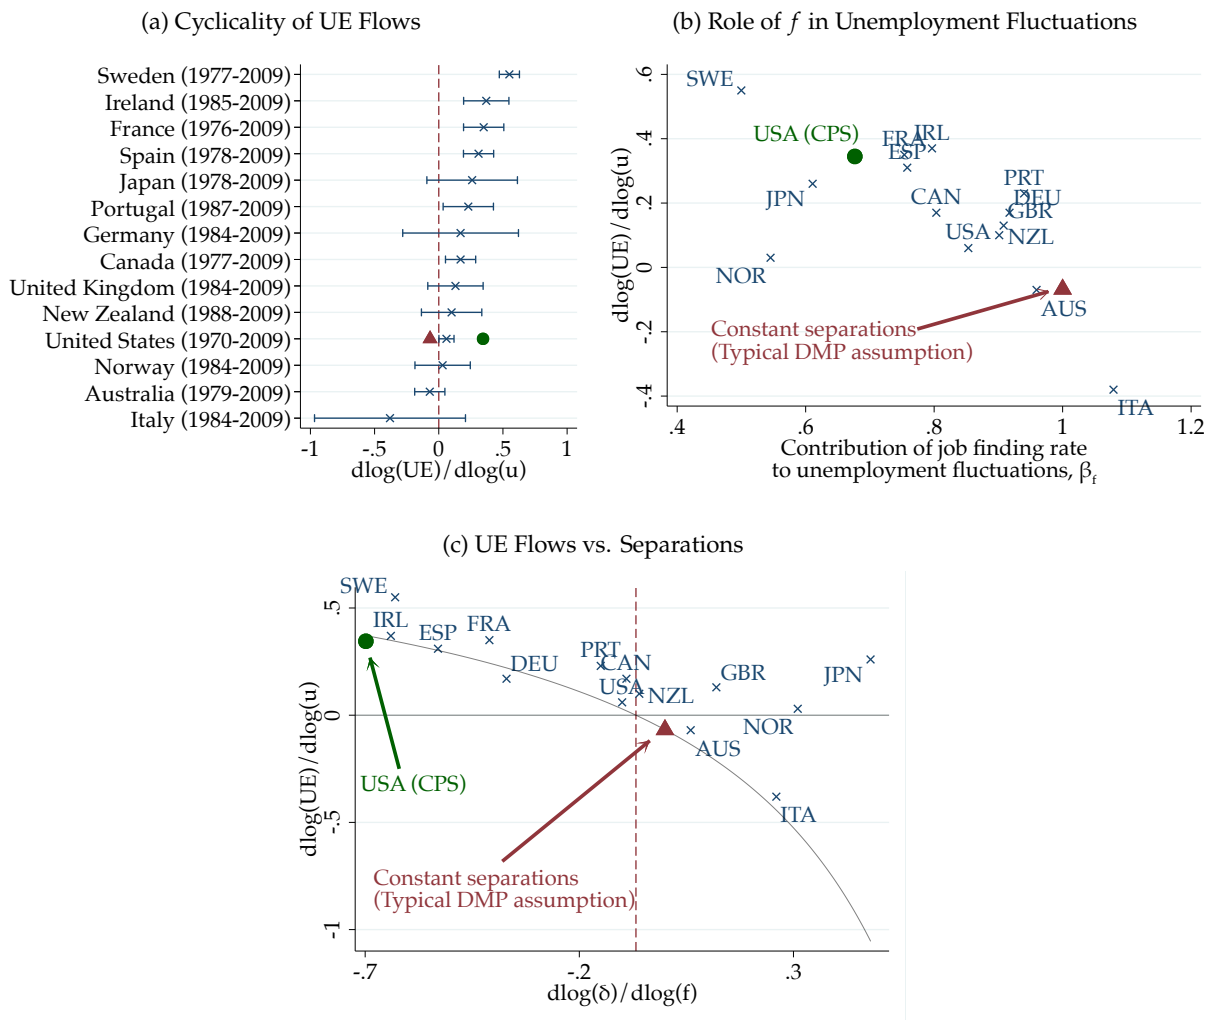 (a) Cyclicality of UE Flows
Sweden (1977-2009)
Ireland (1985-2009)
France (1976-2009)
Spain (1978-2009)
Japan (1978-2009)
Portugal (1987-2009)
Germany (1984-2009)
Canada (1977-2009)
United Kingdom (1984-2009)
New Zealand (1988-2009)
United States (1970-2009)
Norway (1984-2009)
Australia (1979-2009)
Italy (1984-2009)
-1 -.5 0 .5 1
dlog(UE)/dlog(u)
(b) Role of f in Unemployment Fluctuations
dlog(UE)/dlog(u)
.6
.4
.2
0
-.2
-.4
SWE
USA (CPS)
FRA
IRL
ESP
JPN
PRT
DEU
CAN
GBR
USA
NZL
NOR
AUS
Constant separations
(Typical DMP assumption)
ITA
.4 .6 .8 1 1.2
Contribution of job finding rate
to unemployment fluctuations, βf
(c) UE Flows vs. Separations
dlog(UE)/dlog(u)
.5
0
-.5
-1
SWE
IRL
ESP
FRA
DEU
PRT
CAN
USA
NZL
GBR
JPN
NOR
AUS
USA (CPS)
ITA
Constant separations
(Typical DMP assumption)
-.7 -.2 .3
dlog(δ)/dlog(f)